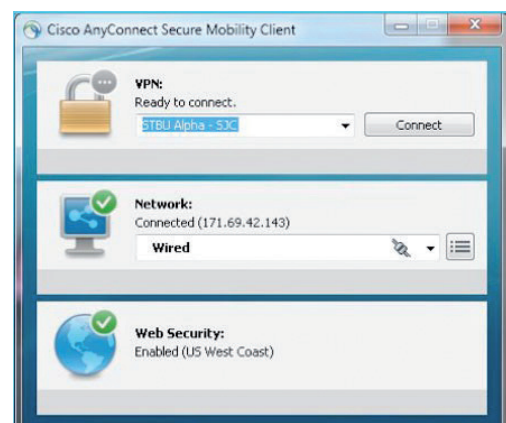 Cisco AnyConnect Secure Mobility Client
VPN:
Ready to connect.
STBU Alpha - SJC
Connect
Network:
Connected (171.69.42.143)
Wired
Web Security:
Enabled (US West Coast)